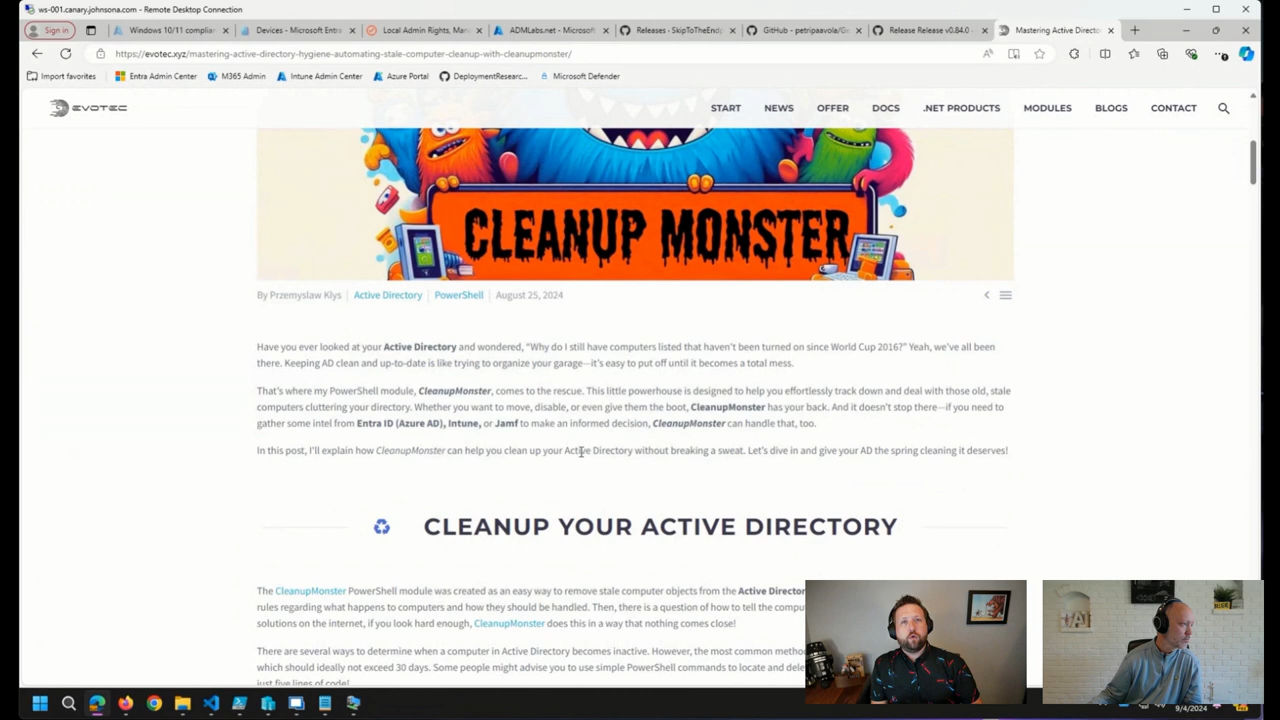 ws-001.canary.johnsona.com - Remote Desktop Connection
Sign in
Windows 10/11 complian
Devices - Microsoft Entra
Local Admin Rights, Man
ADMLabs.net - Microsoft
Releases - SkipToTheEndp
GitHub - petripaavola/Ge
Release Release v0.84.0
Mastering Active Directo
https://evotec.xyz/mastering-active-directory-hygiene-automating-stale-computer-cleanup-with-cleanupmonster/
Import favorites
Entra Admin Center
M365 Admin
Intune Admin Center
Azure Portal
DeploymentResearc...
Microsoft Defender
EVOTEC
START
NEWS
OFFER
DOCS
.NET PRODUCTS
MODULES
BLOGS
CONTACT
CLEANUP MONSTER
By Przemyslaw Klys | Active Directory | PowerShell | August 25, 2024
Have you ever looked at your Active Directory and wondered, “Why do I still have computers listed that haven’t been turned on since World Cup 2016?” Yeah, we’ve all been
there. Keeping AD clean and up-to-date is like trying to organize your garage—it’s easy to put off until it becomes a total mess.
That’s where my PowerShell module, CleanupMonster, comes to the rescue. This little powerhouse is designed to help you effortlessly track down and deal with those old, stale
computers cluttering your directory. Whether you want to move, disable, or even give them the boot, CleanupMonster has your back. And it doesn’t stop there—if you need to
gather some intel from Entra ID (Azure AD), Intune, or Jamf to make an informed decision, CleanupMonster can handle that, too.
In this post, I’ll explain how CleanupMonster can help you clean up your Active Directory without breaking a sweat. Let’s dive in and give your AD the spring cleaning it deserves!
CLEANUP YOUR ACTIVE DIRECTORY
The CleanupMonster PowerShell module was created as an easy way to remove stale computer objects from the Active Director
rules regarding what happens to computers and how they should be handled. Then, there is a question of how to tell the compu
solutions on the internet, if you look hard enough, CleanupMonster does this in a way that nothing comes close!
There are several ways to determine when a computer in Active Directory becomes inactive. However, the most common metho
which should ideally not exceed 30 days. Some people might advise you to use simple PowerShell commands to locate and dele
just five lines of code!
9/4/2024